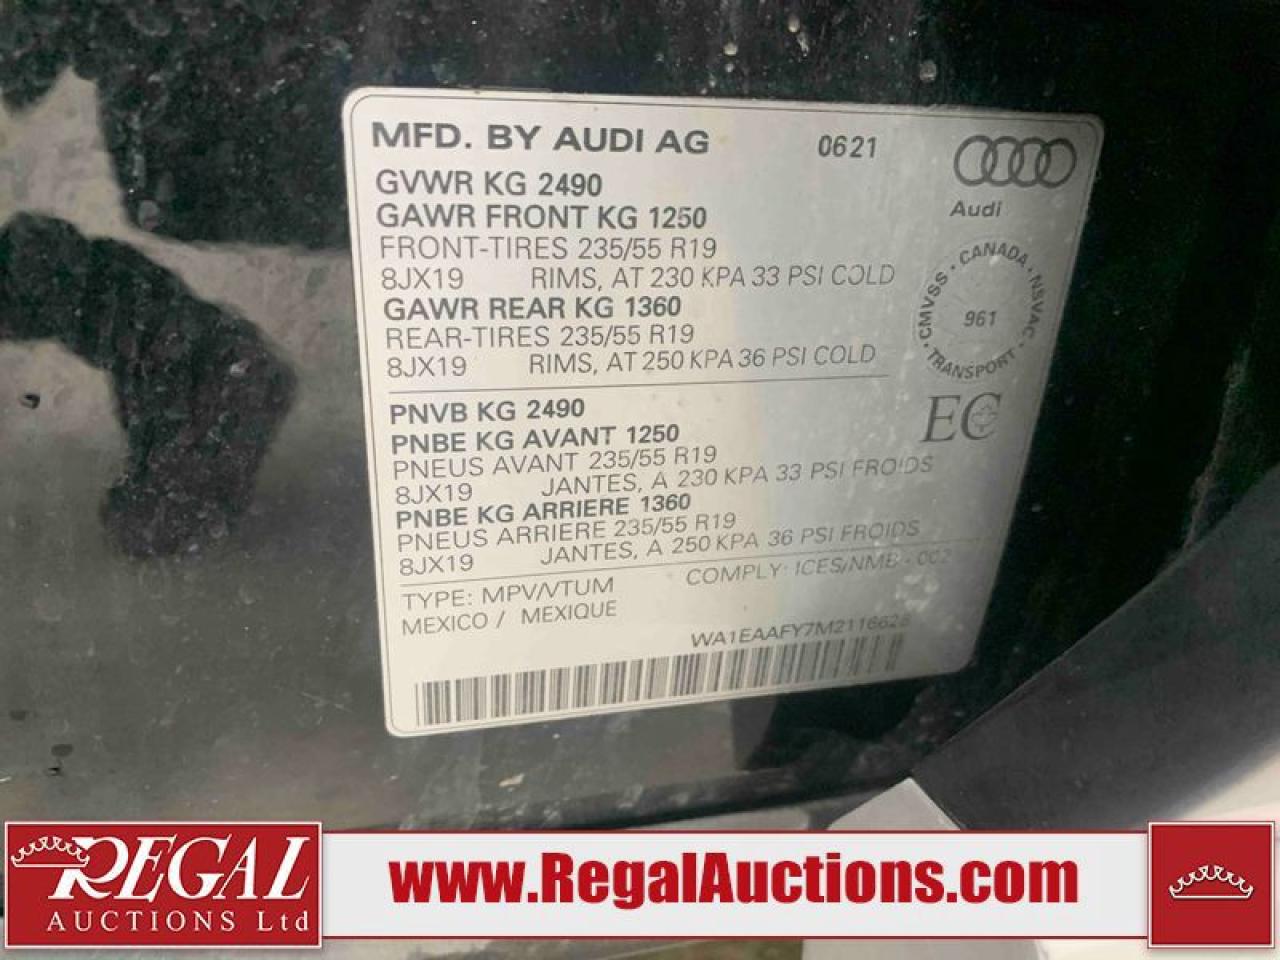 MFD. BY AUDI AG 0621
Audi
GVWR KG 2490
GAWR FRONT KG 1250
FRONT-TIRES 235/55 R19
8JX19 RIMS, AT 230 KPA 33 PSI COLD
GAWR REAR KG 1360
REAR-TIRES 235/55 R19
8JX19 RIMS, AT 250 KPA 36 PSI COLD
CMVSS · CANADA · NSVAC · TRANSPORT ·
961
EC
PNVB KG 2490
PNBE KG AVANT 1250
PNEUS AVANT 235/55 R19
8JX19 JANTES, A 230 KPA 33 PSI FROIDS
PNBE KG ARRIERE 1360
PNEUS ARRIERE 235/55 R19
8JX19 JANTES, A 250 KPA 36 PSI FROIDS
TYPE: MPV/VTUM COMPLY: ICES/NMB - 002
MEXICO / MEXIQUE
WA1EAAFY7M2116628
REGAL
AUCTIONS Ltd
www.RegalAuctions.com